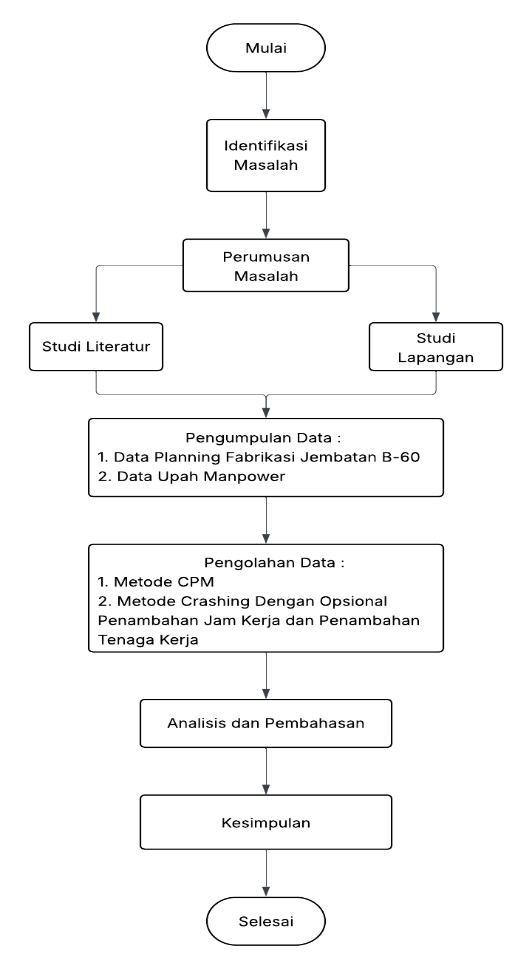 Mulai
Identifikasi
Masalah
Perumusan
Masalah
Studi Literatur
Studi
Lapangan
Pengumpulan Data :
1. Data Planning Fabrikasi Jembatan B-60
2. Data Upah Manpower
Pengolahan Data :
1. Metode CPM
2. Metode Crashing Dengan Opsional
Penambahan Jam Kerja dan Penambahan
Tenaga Kerja
Analisis dan Pembahasan
Kesimpulan
Selesai